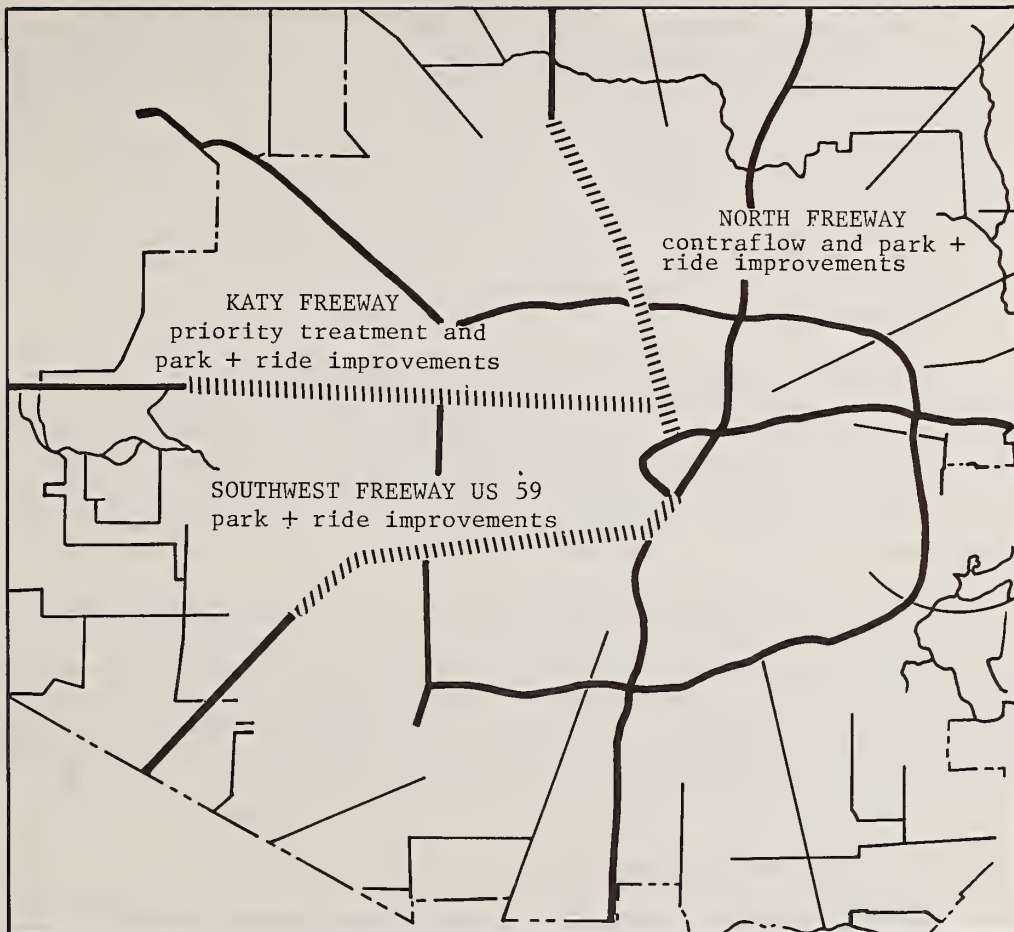 NORTH FREEWAY
contraflow and park +
ride improvements
KATY FREEWAY
priority treatment and
park + ride improvements
SOUTHWEST FREEWAY US 59
park + ride improvements